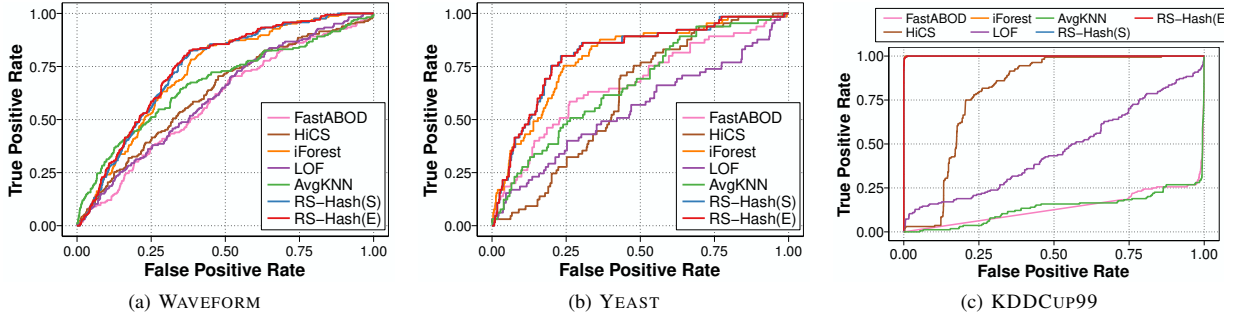 True Positive Rate
1.00
0.75
0.50
0.25
0.00
FastABOD
HiCS
iForest
LOF
AvgKNN
RS−Hash(S)
RS−Hash(E)
0.00 0.25 0.50 0.75 1.00
False Positive Rate
(a) WAVEFORM
True Positive Rate
1.00
0.75
0.50
0.25
0.00
FastABOD
HiCS
iForest
LOF
AvgKNN
RS−Hash(S)
RS−Hash(E)
0.00 0.25 0.50 0.75 1.00
False Positive Rate
(b) YEAST
FastABOD iForest AvgKNN RS−Hash(E)
HiCS LOF RS−Hash(S)
True Positive Rate
1.00
0.75
0.50
0.25
0.00
0.00 0.25 0.50 0.75 1.00
False Positive Rate
(c) KDDCUP99